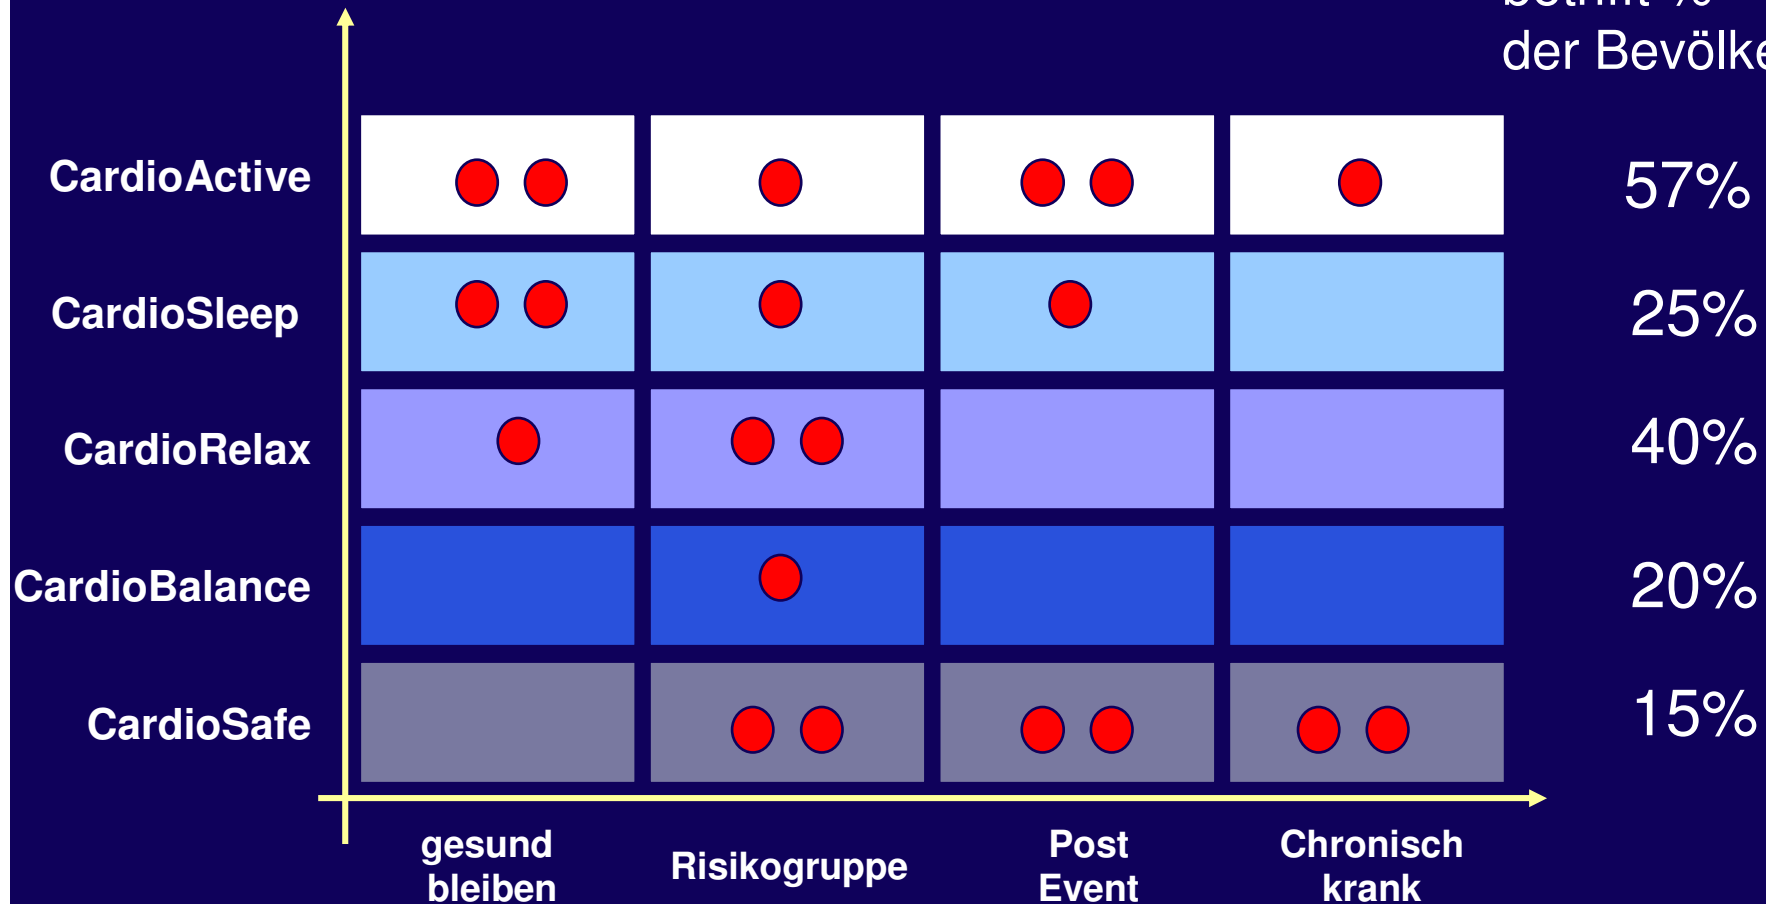 betrifft %
der Bevölke
CardioActive
57%
CardioSleep
25%
CardioRelax
40%
CardioBalance
20%
CardioSafe
15%
gesund
bleiben
Risikogruppe
Post
Event
Chronisch
krank